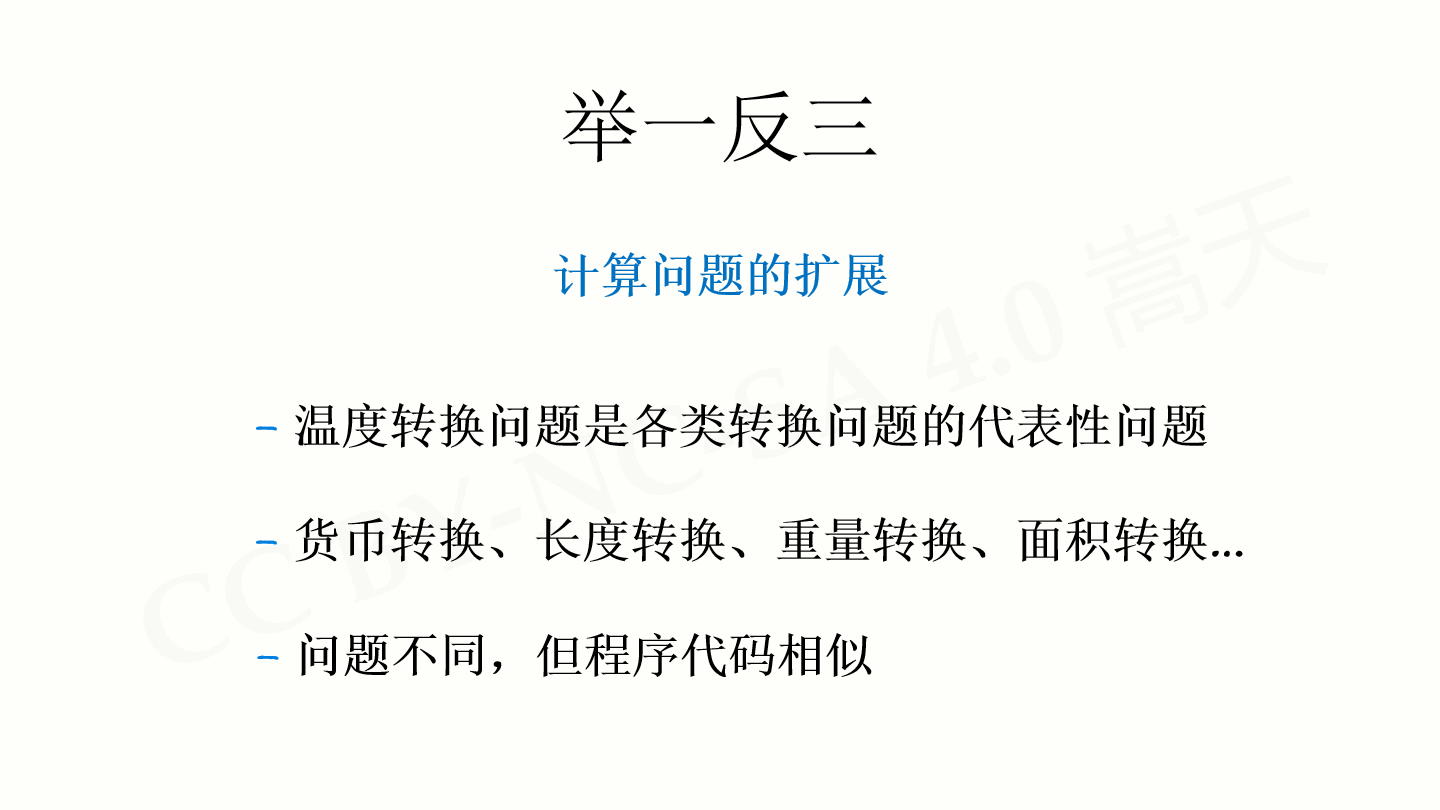 举一反三
计算问题的扩展
- 温度转换问题是各类转换问题的代表性问题
- 货币转换、长度转换、重量转换、面积转换…
- 问题不同，但程序代码相似
CC BY-NC-SA 4.0 嵩天